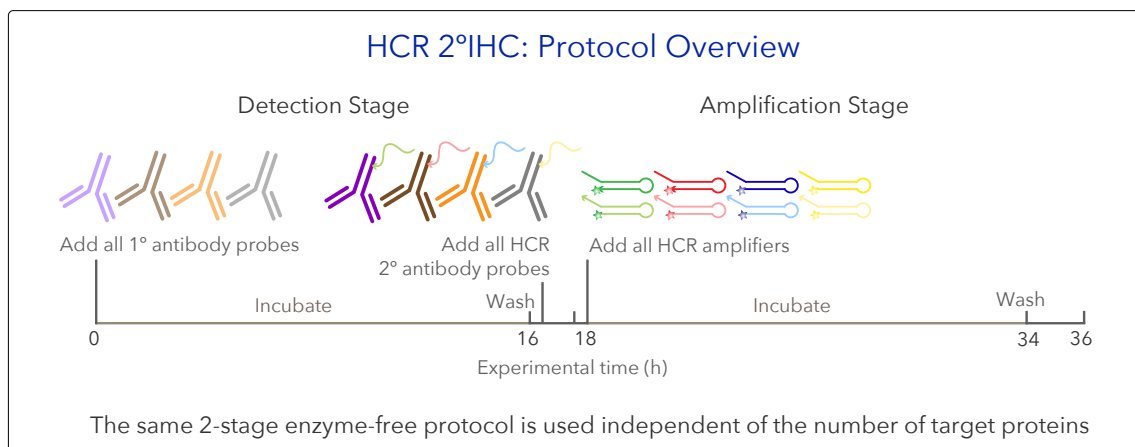 HCR 2°IHC: Protocol Overview
Detection Stage
Amplification Stage
Add all 1° antibody probes
Add all HCR
2° antibody probes
Add all HCR amplifiers
Incubate
Wash
Incubate
Wash
0
16
18
34
36
Experimental time (h)
The same 2-stage enzyme-free protocol is used independent of the number of target proteins